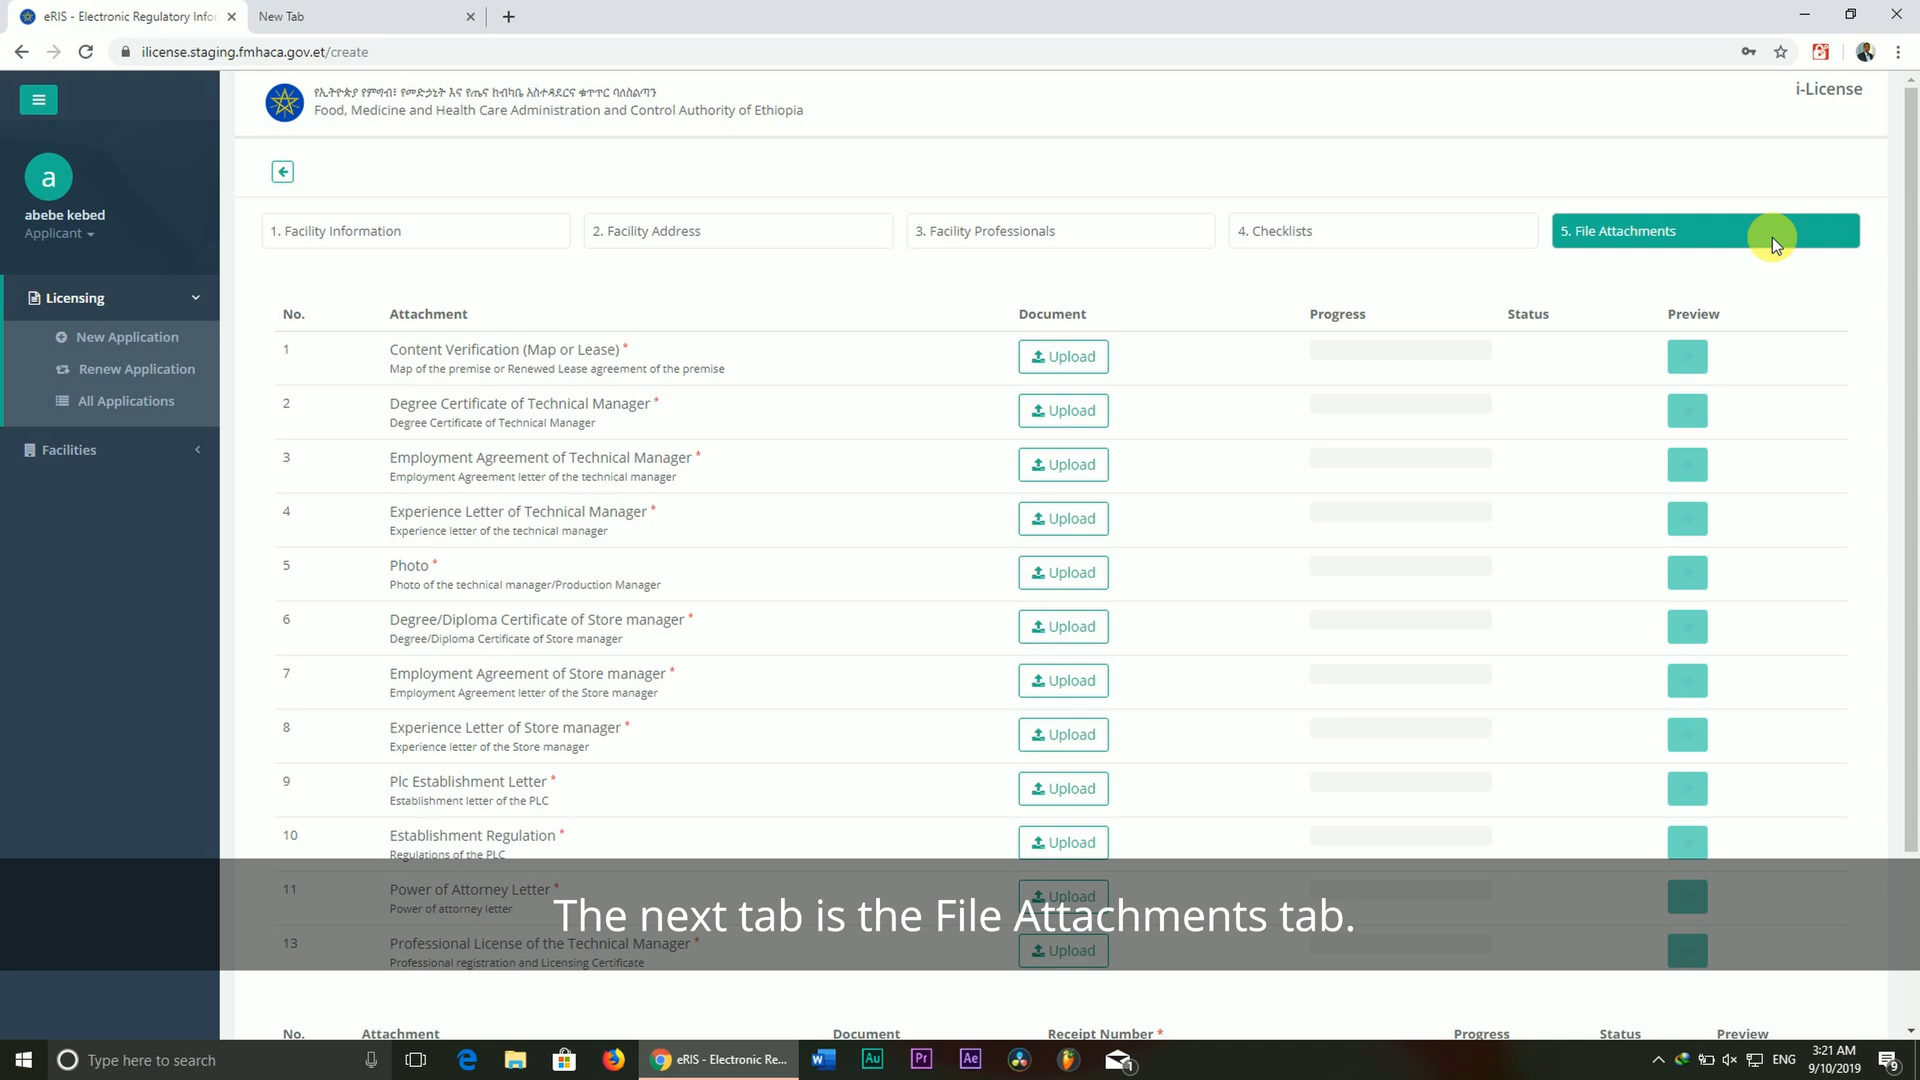 eRIS - Electronic Regulatory Infor
New Tab
ilicense.staging.fmhaca.gov.et/create
የኢትዮጵያ የምግብ፣ የመድኃኒት እና የጤና ክብካቤ አስተዳደርና ቁጥጥር ባለስልጣን
Food, Medicine and Health Care Administration and Control Authority of Ethiopia
i-License
a
abebe kebed
Applicant
Licensing
New Application
Renew Application
All Applications
Facilities
1. Facility Information
2. Facility Address
3. Facility Professionals
4. Checklists
5. File Attachments
No. Attachment Document Progress Status Preview
1 Content Verification (Map or Lease) * Upload
Map of the premise or Renewed Lease agreement of the premise
2 Degree Certificate of Technical Manager * Upload
Degree Certificate of Technical Manager
3 Employment Agreement of Technical Manager * Upload
Employment Agreement letter of the technical manager
4 Experience Letter of Technical Manager * Upload
Experience letter of the technical manager
5 Photo * Upload
Photo of the technical manager/Production Manager
6 Degree/Diploma Certificate of Store manager * Upload
Degree/Diploma Certificate of Store manager
7 Employment Agreement of Store manager * Upload
Employment Agreement letter of the Store manager
8 Experience Letter of Store manager * Upload
Experience letter of the Store manager
9 Plc Establishment Letter * Upload
Establishment letter of the PLC
10 Establishment Regulation * Upload
Regulations of the PLC
11 Power of Attorney Letter * Upload
Power of attorney letter
The next tab is the File Attachments tab.
13 Professional License of the Technical Manager * Upload
Professional registration and Licensing Certificate
No. Attachment Document Receipt Number * Progress Status Preview
Type here to search
eRIS - Electronic Re...
Au
Pr
Ae
1
ENG
3:21 AM
9/10/2019
9